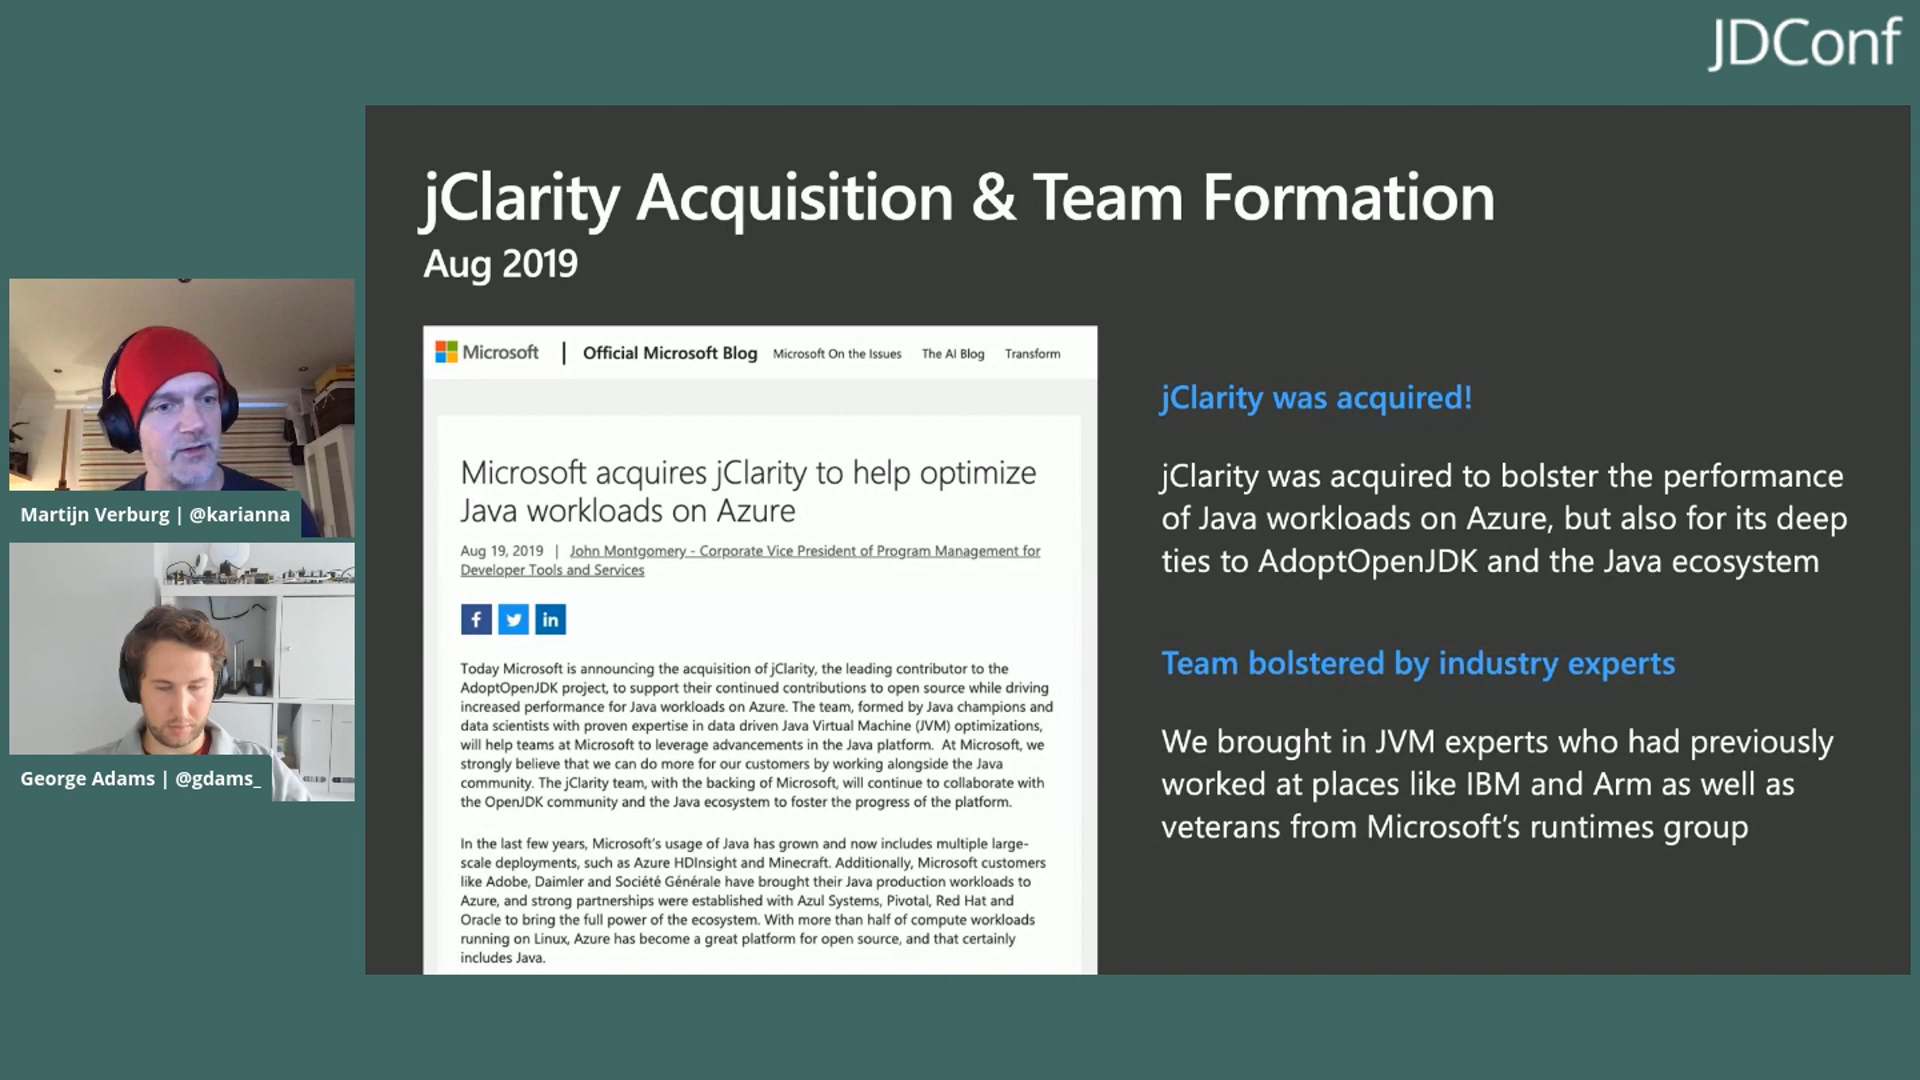 JDConf
jClarity Acquisition & Team Formation
Aug 2019
Microsoft | Official Microsoft Blog Microsoft On the Issues The AI Blog Transform
Microsoft acquires jClarity to help optimize
Java workloads on Azure
Aug 19, 2019 | John Montgomery - Corporate Vice President of Program Management for
Developer Tools and Services
Today Microsoft is announcing the acquisition of jClarity, the leading contributor to the
AdoptOpenJDK project, to support their continued contributions to open source while driving
increased performance for Java workloads on Azure. The team, formed by Java champions and
data scientists with proven expertise in data driven Java Virtual Machine (JVM) optimizations,
will help teams at Microsoft to leverage advancements in the Java platform. At Microsoft, we
strongly believe that we can do more for our customers by working alongside the Java
community. The jClarity team, with the backing of Microsoft, will continue to collaborate with
the OpenJDK community and the Java ecosystem to foster the progress of the platform.
In the last few years, Microsoft's usage of Java has grown and now includes multiple large-
scale deployments, such as Azure HDInsight and Minecraft. Additionally, Microsoft customers
like Adobe, Daimler and Société Générale have brought their Java production workloads to
Azure, and strong partnerships were established with Azul Systems, Pivotal, Red Hat and
Oracle to bring the full power of the ecosystem. With more than half of compute workloads
running on Linux, Azure has become a great platform for open source, and that certainly
includes Java.
jClarity was acquired!
jClarity was acquired to bolster the performance
of Java workloads on Azure, but also for its deep
ties to AdoptOpenJDK and the Java ecosystem
Team bolstered by industry experts
We brought in JVM experts who had previously
worked at places like IBM and Arm as well as
veterans from Microsoft's runtimes group
Martijn Verburg | @karianna
George Adams | @gdams_